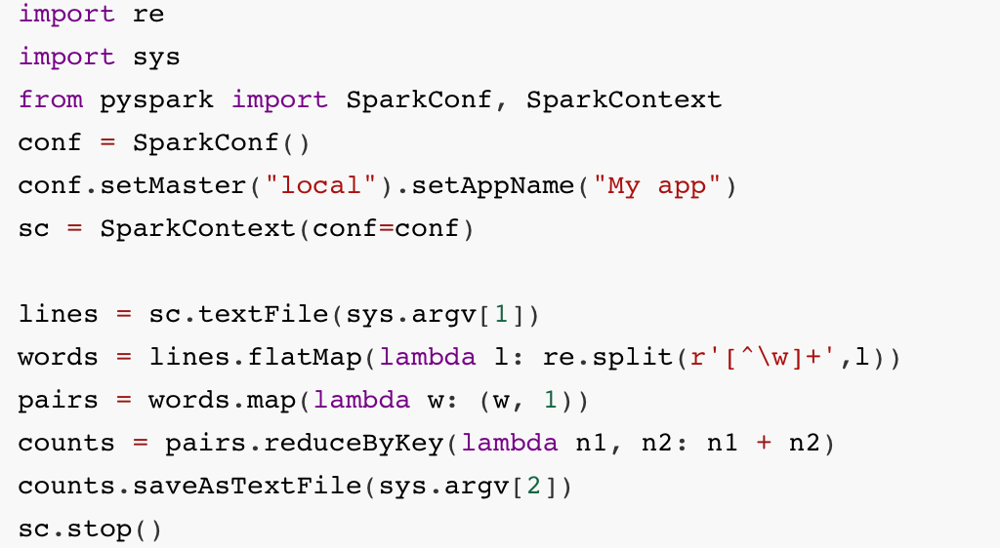 import re
import sys
from pyspark import SparkConf, SparkContext
conf = SparkConf()
conf.setMaster("local").setAppName("My app")
sc = SparkContext(conf=conf)

lines = sc.textFile(sys.argv[1])
words = lines.flatMap(lambda l: re.split(r'[^\w]+',l))
pairs = words.map(lambda w: (w, 1))
counts = pairs.reduceByKey(lambda n1, n2: n1 + n2)
counts.saveAsTextFile(sys.argv[2])
sc.stop()